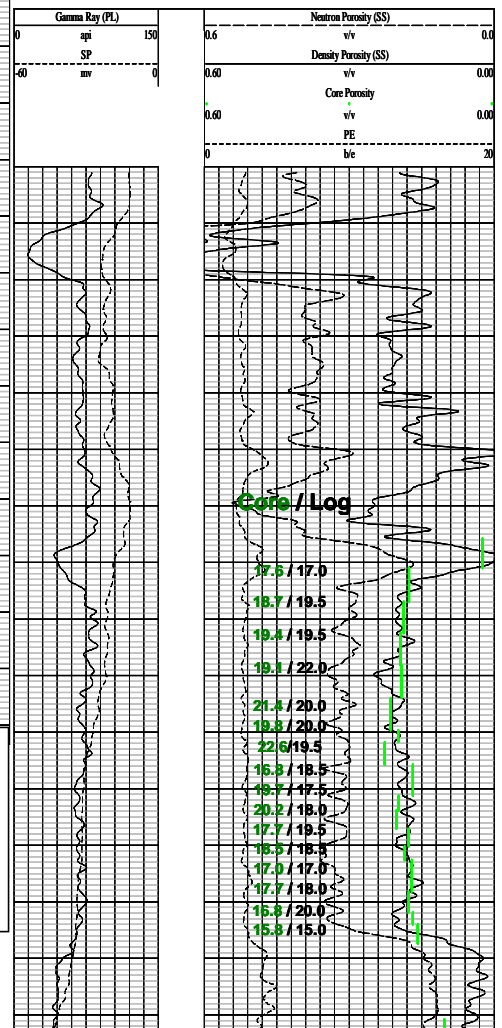 Gamma Ray (PL)
0 api 150
SP
-60 mv 0
Neutron Porosity (SS)
0.6 v/v 0.0
Density Porosity (SS)
0.60 v/v 0.00
Core Porosity
0.60 v/v 0.00
PE
0 b/e 20
Core / Log
17.6 / 17.0
18.7 / 19.5
19.4 / 19.5
19.1 / 22.0
21.4 / 20.0
19.8 / 20.0
22.6/19.5
16.8 / 18.5
19.7 / 17.5
20.2 / 18.0
17.7 / 19.5
18.5 / 18.5
17.0 / 17.0
17.7 / 18.0
16.8 / 20.0
15.8 / 15.0